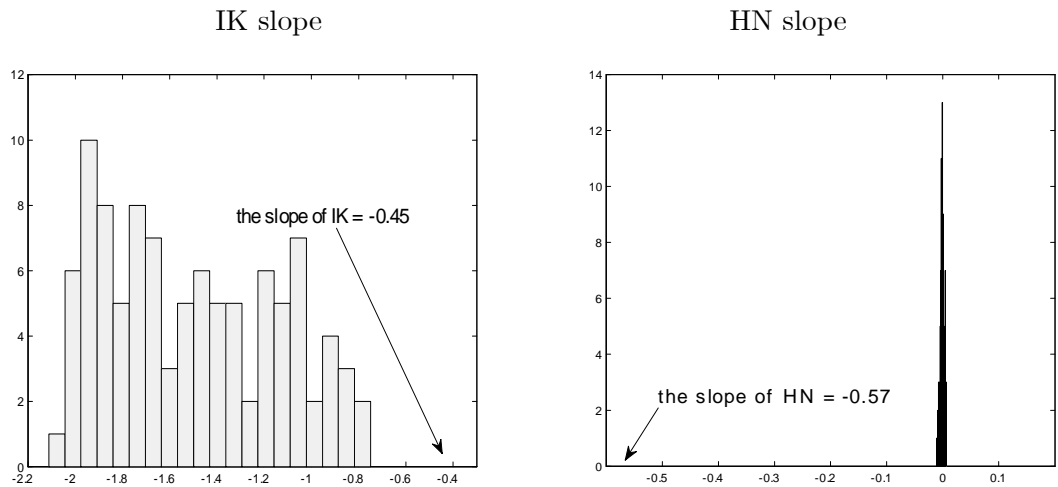 IK slope
HN slope
12
10
8
6
4
2
0
the slope of IK = -0.45
-2.2 -2 -1.8 -1.6 -1.4 -1.2 -1 -0.8 -0.6 -0.4
14
12
10
8
6
4
2
0
the slope of HN = -0.57
-0.5 -0.4 -0.3 -0.2 -0.1 0 0.1